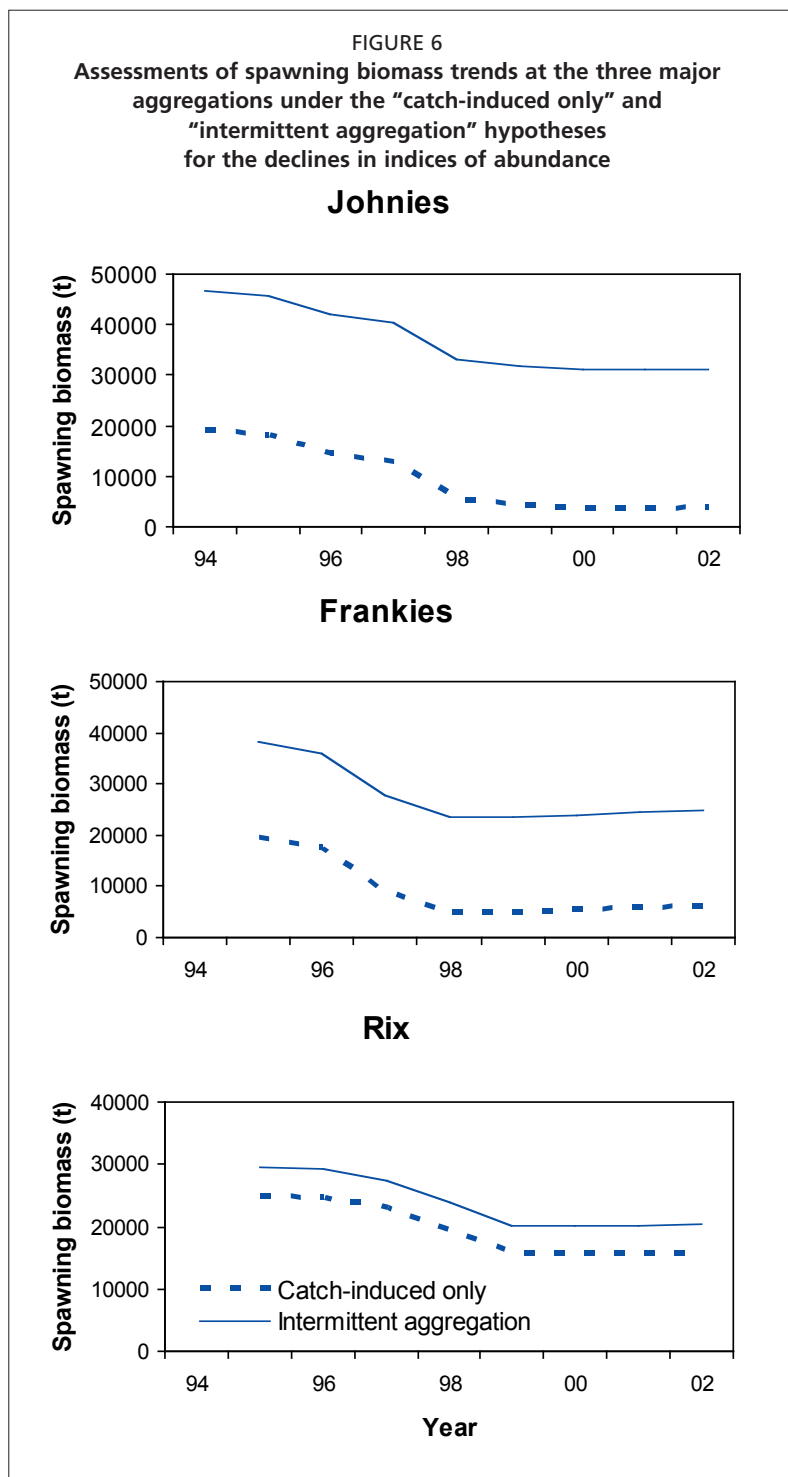 FIGURE 6
Assessments of spawning biomass trends at the three major
aggregations under the “catch-induced only” and
“intermittent aggregation” hypotheses
for the declines in indices of abundance
Johnies
Spawning biomass (t)
50000
40000
30000
20000
10000
0
94 96 98 00 02
Frankies
Spawning biomass (t)
50000
40000
30000
20000
10000
0
94 96 98 00 02
Rix
Spawning biomass (t)
40000
30000
20000
10000
0
Catch-induced only
Intermittent aggregation
94 96 98 00 02
Year